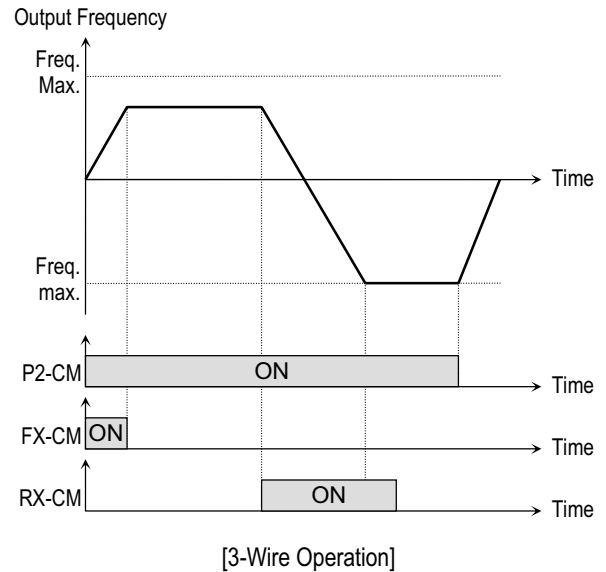 Output Frequency
Freq.
Max.
Time
Freq.
max.
P2-CM
ON
Time
FX-CM
ON
Time
RX-CM
ON
Time
[3-Wire Operation]